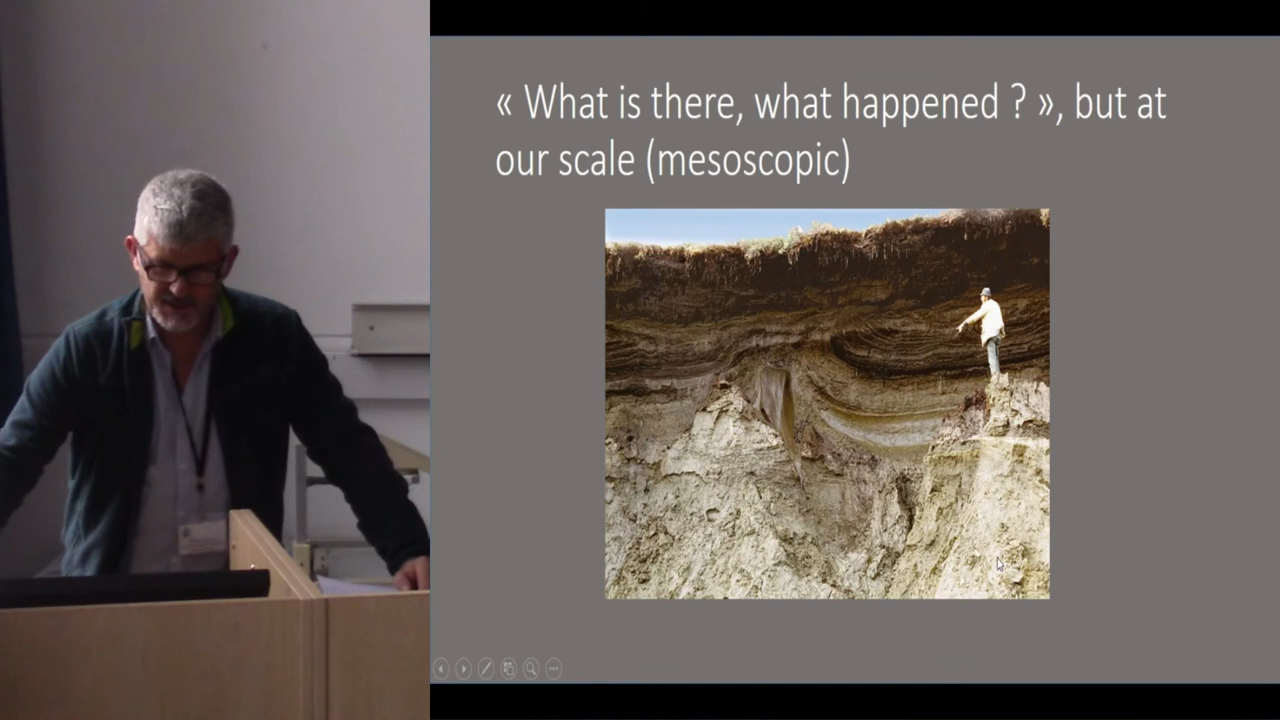 « What is there, what happened ? », but at
our scale (mesoscopic)